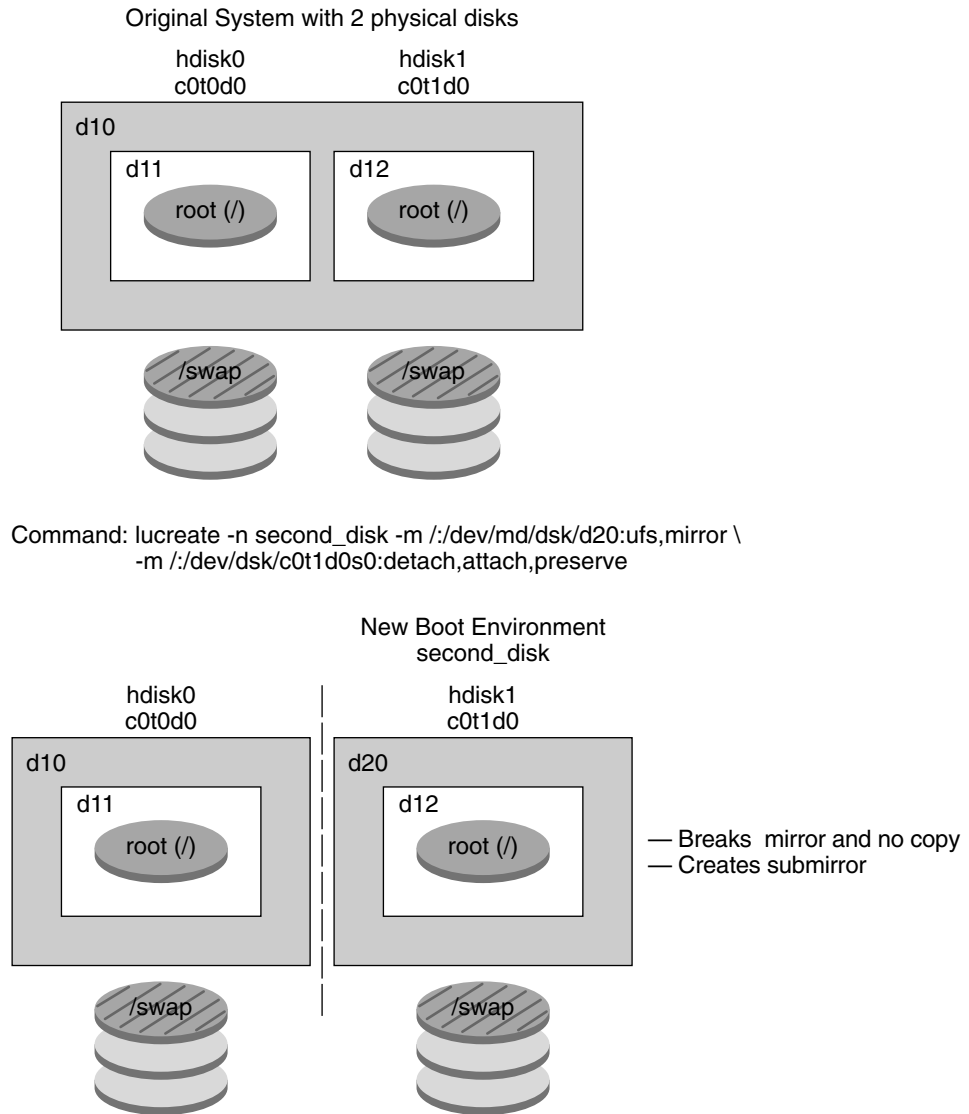 Original System with 2 physical disks
hdisk0
c0t0d0
hdisk1
c0t1d0
d10
d11
root (/)
d12
root (/)
/swap
/swap
Command: lucreate -n second_disk -m /:/dev/md/dsk/d20:ufs,mirror \
-m /:/dev/dsk/c0t1d0s0:detach,attach,preserve
New Boot Environment
second_disk
hdisk0
c0t0d0
hdisk1
c0t1d0
d10
d11
root (/)
d20
d12
root (/)
— Breaks mirror and no copy
— Creates submirror
/swap
/swap